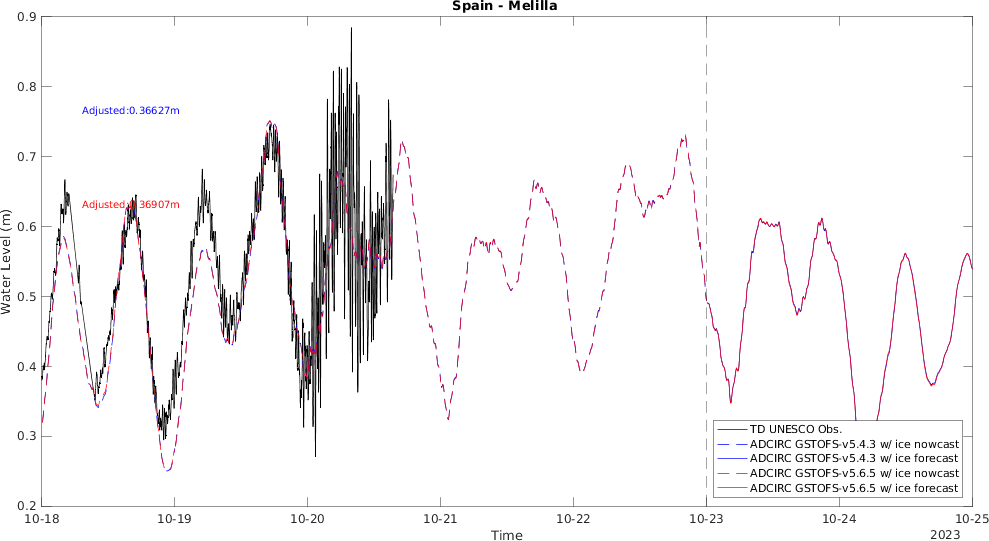 Spain - Melilla
0.9
0.8
0.7
0.6
0.5
0.4
0.3
0.2
Water Level (m)
Adjusted:0.36627m
Adjusted:0.36907m
TD UNESCO Obs.
ADCIRC GSTOFS-v5.4.3 w/ ice nowcast
ADCIRC GSTOFS-v5.4.3 w/ ice forecast
ADCIRC GSTOFS-v5.6.5 w/ ice nowcast
ADCIRC GSTOFS-v5.6.5 w/ ice forecast
10-18 10-19 10-20 10-21 10-22 10-23 10-24 10-25
Time
2023